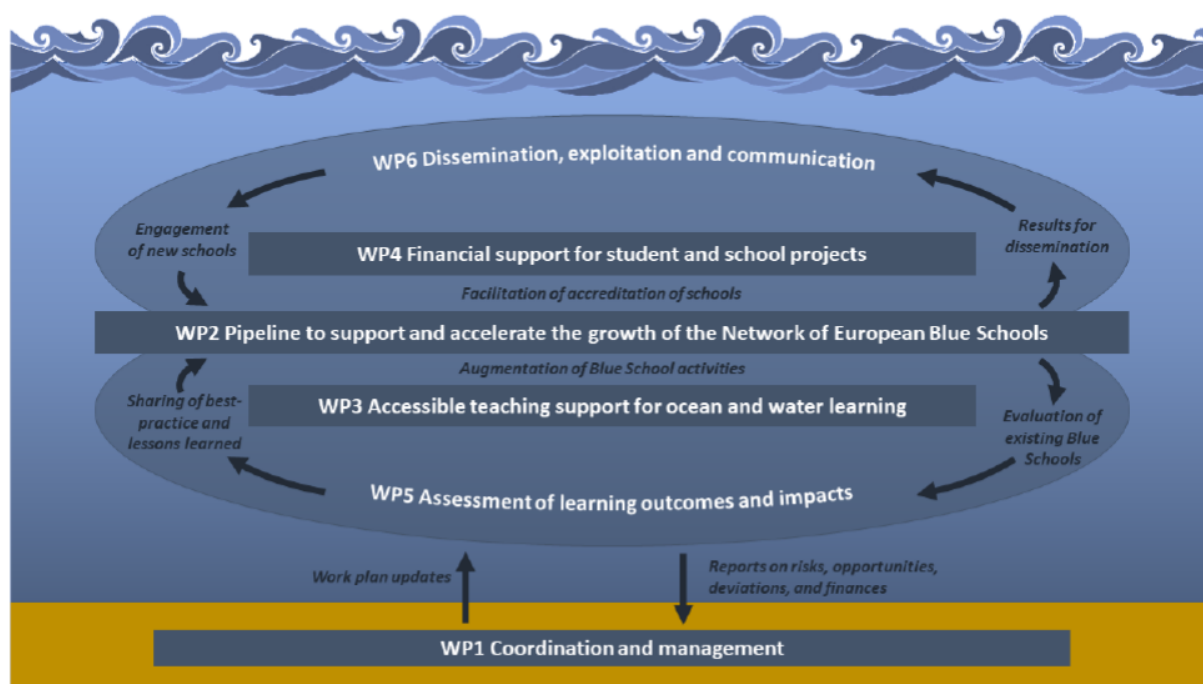 WP6 Dissemination, exploitation and communication
Engagement
of new schools
Results for
dissemination
WP4 Financial support for student and school projects
Facilitation of accreditation of schools
WP2 Pipeline to support and accelerate the growth of the Network of European Blue Schools
Augmentation of Blue School activities
Sharing of best-
practice and
lessons learned
WP3 Accessible teaching support for ocean and water learning
Evaluation of
existing Blue
Schools
WP5 Assessment of learning outcomes and impacts
Work plan updates
Reports on risks, opportunities,
deviations, and finances
WP1 Coordination and management